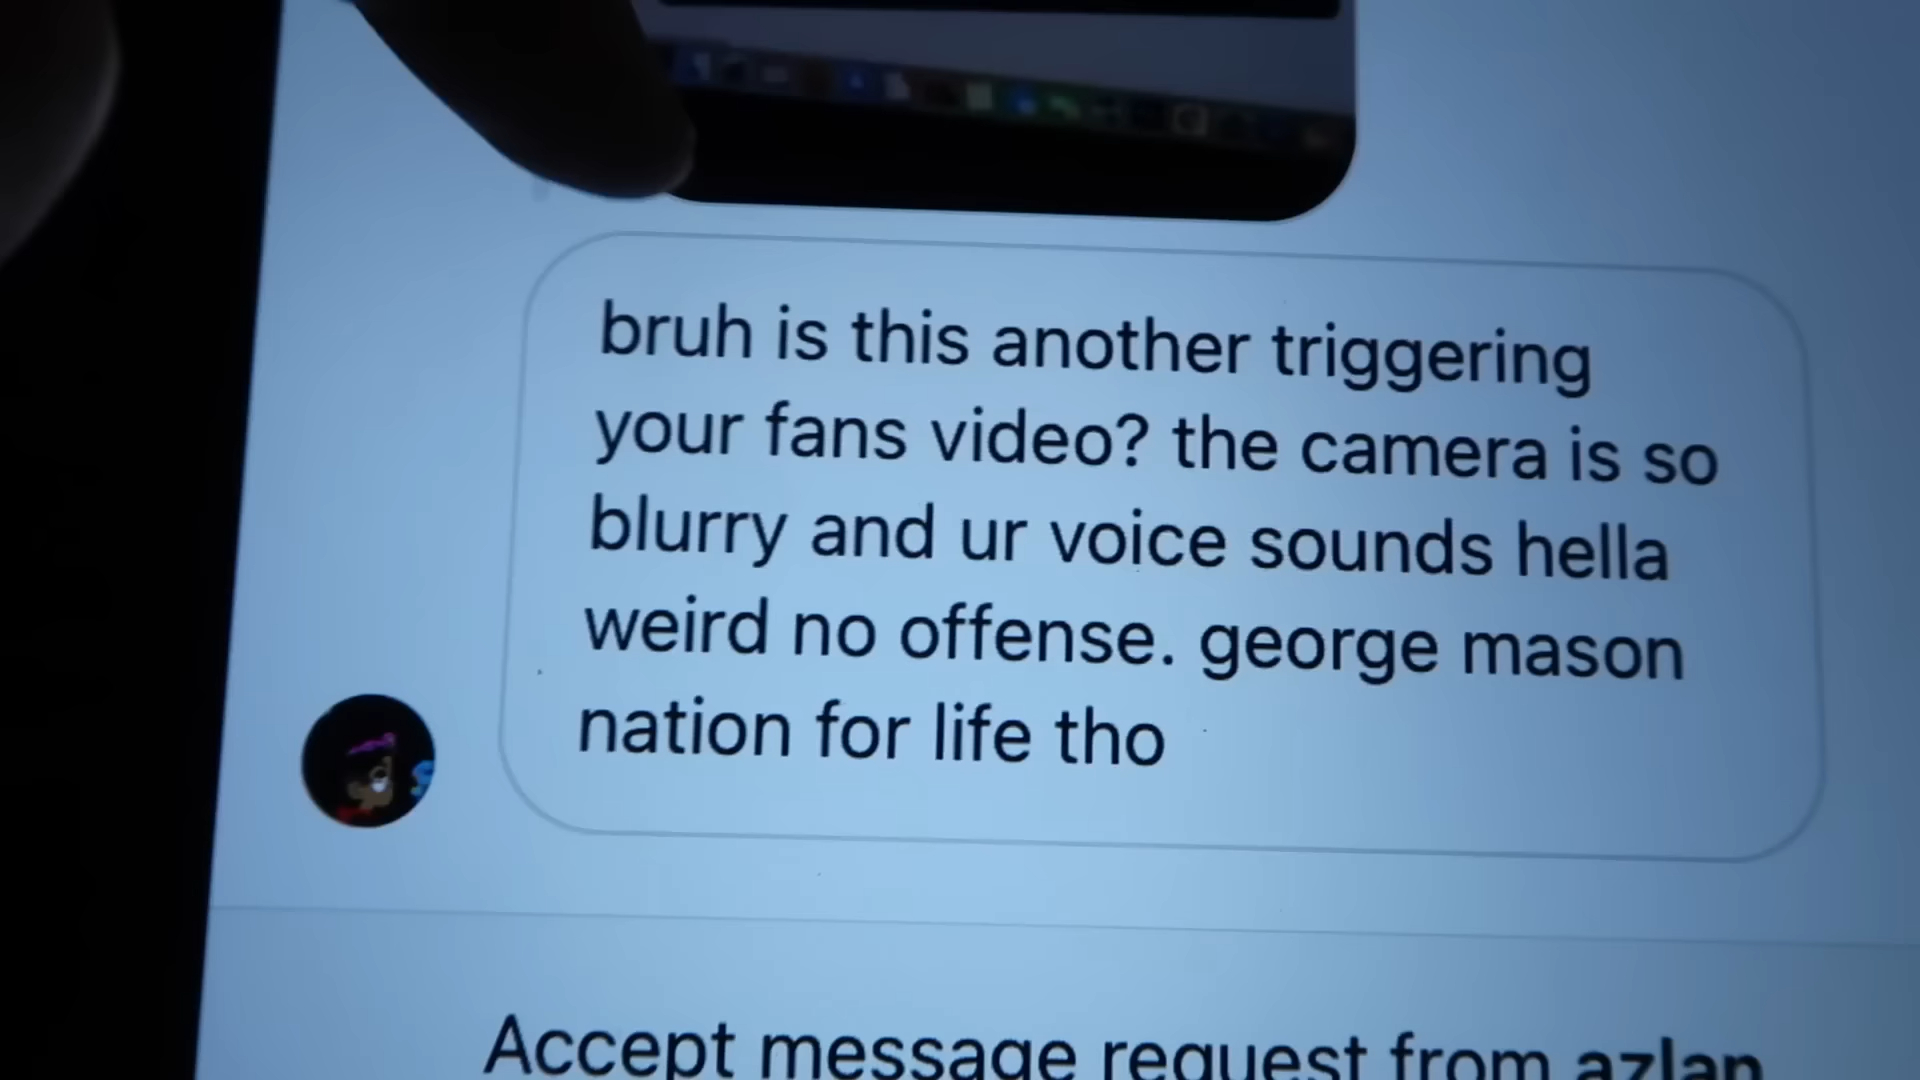 bruh is this another triggering
your fans video? the camera is so
blurry and ur voice sounds hella
weird no offense. george mason
nation for life tho
Accept message request from azlan